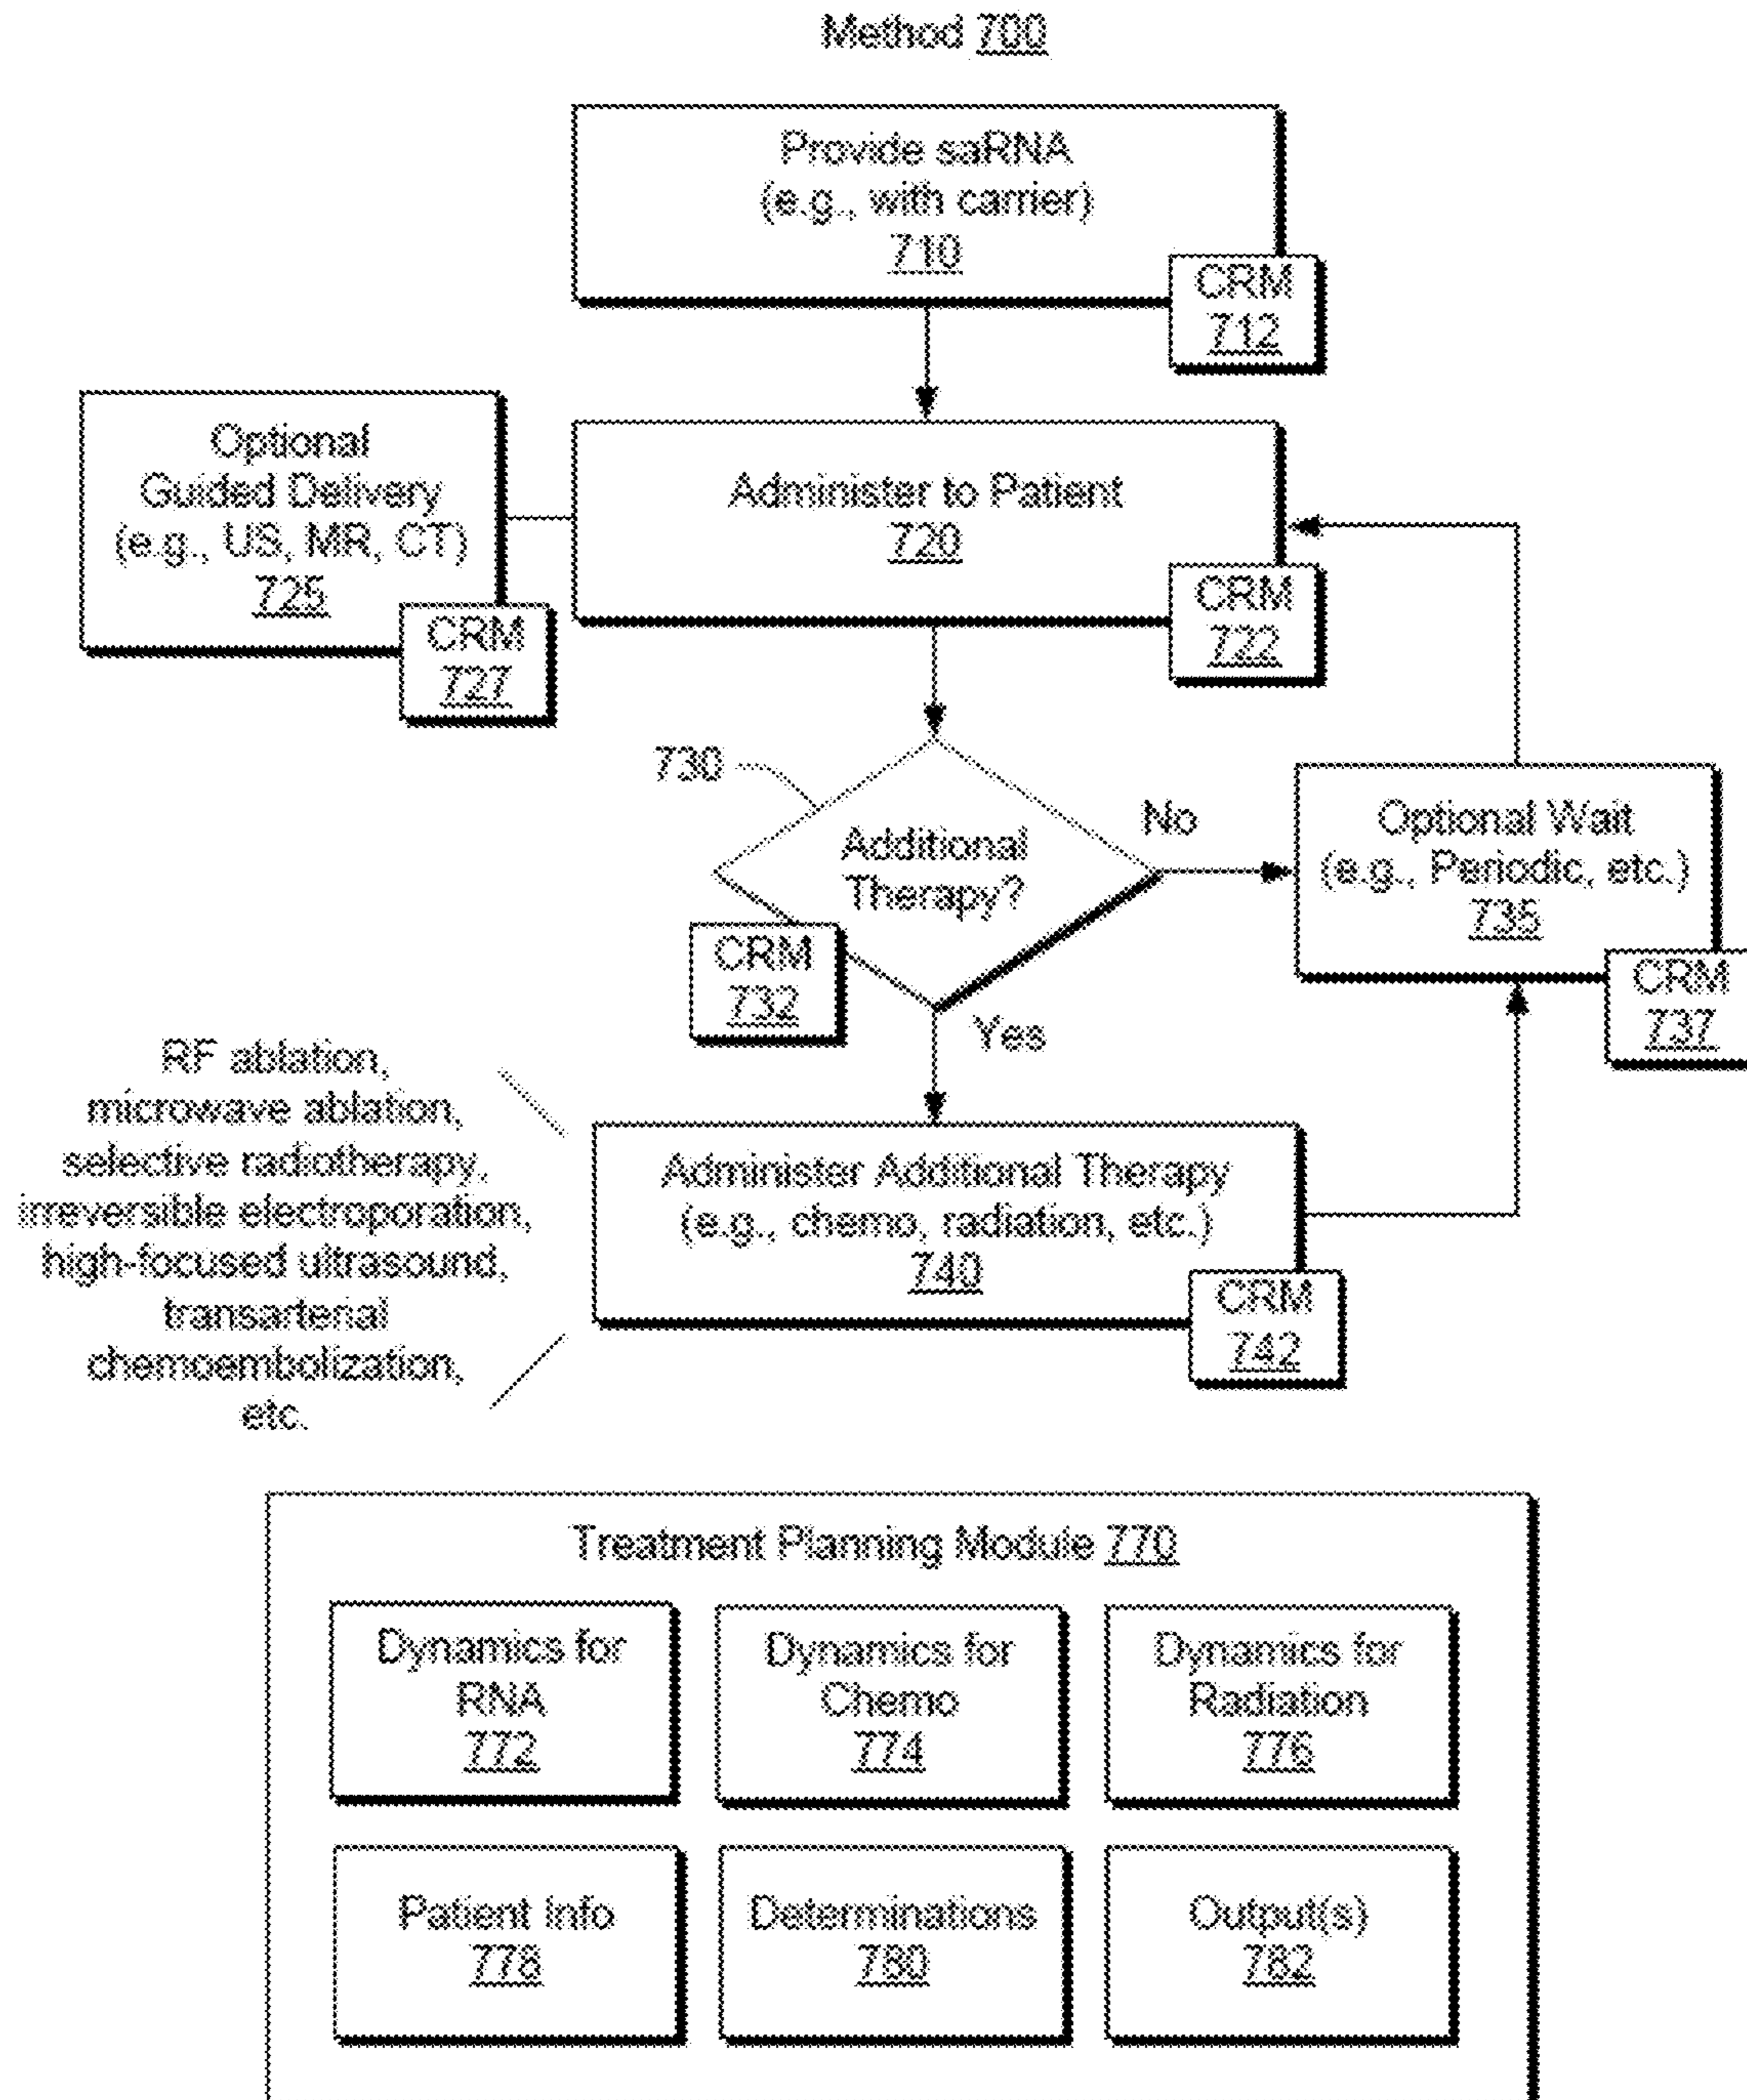 Method 700
Provide saRNA
(e.g., with carrier)
710
CRM
712
Optional
Guided Delivery
(e.g., US, MR, CT)
725
CRM
727
Administer to Patient
720
CRM
722
730
Additional
Therapy?
No
CRM
732
Yes
Optional Wait
(e.g., Periodic, etc.)
735
CRM
737
RF ablation,
microwave ablation,
selective radiotherapy,
irreversible electroporation,
high-focused ultrasound,
transarterial
chemoembolization,
etc.
Administer Additional Therapy
(e.g., chemo, radiation, etc.)
740
CRM
742
Treatment Planning Module 770
Dynamics for
RNA
772
Dynamics for
Chemo
774
Dynamics for
Radiation
776
Patient Info
778
Determinations
780
Output(s)
782